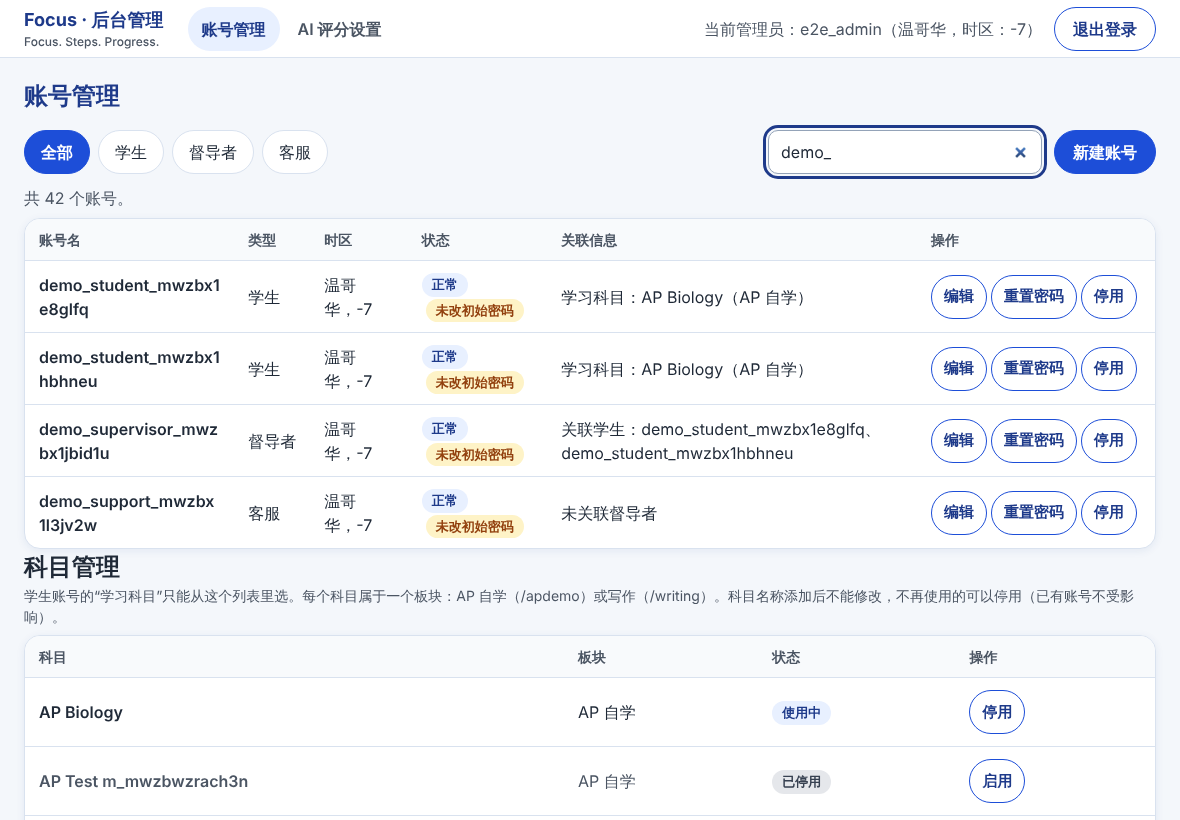 Focus · 后台管理
Focus. Steps. Progress.
账号管理
AI 评分设置
当前管理员：e2e_admin（温哥华，时区：-7）
退出登录
账号管理
全部
学生
督导者
客服
demo_
新建账号
共 42 个账号。
账号名 类型 时区 状态 关联信息 操作
demo_student_mwzbx1
e8glfq
学生
温哥
华，-7
正常
未改初始密码
学习科目：AP Biology（AP 自学）
编辑 重置密码 停用
demo_student_mwzbx1
hbhneu
学生
温哥
华，-7
正常
未改初始密码
学习科目：AP Biology（AP 自学）
编辑 重置密码 停用
demo_supervisor_mwz
bx1jbid1u
督导者
温哥
华，-7
正常
未改初始密码
关联学生：demo_student_mwzbx1e8glfq、
demo_student_mwzbx1hbhneu
编辑 重置密码 停用
demo_support_mwzbx
1l3jv2w
客服
温哥
华，-7
正常
未改初始密码
未关联督导者
编辑 重置密码 停用
科目管理
学生账号的“学习科目”只能从这个列表里选。每个科目属于一个板块：AP 自学（/apdemo）或写作（/writing）。科目名称添加后不能修改，不再使用的可以停用（已有账号不受影
响）。
科目 板块 状态 操作
AP Biology AP 自学 使用中 停用
AP Test m_mwzbwzrach3n AP 自学 已停用 启用